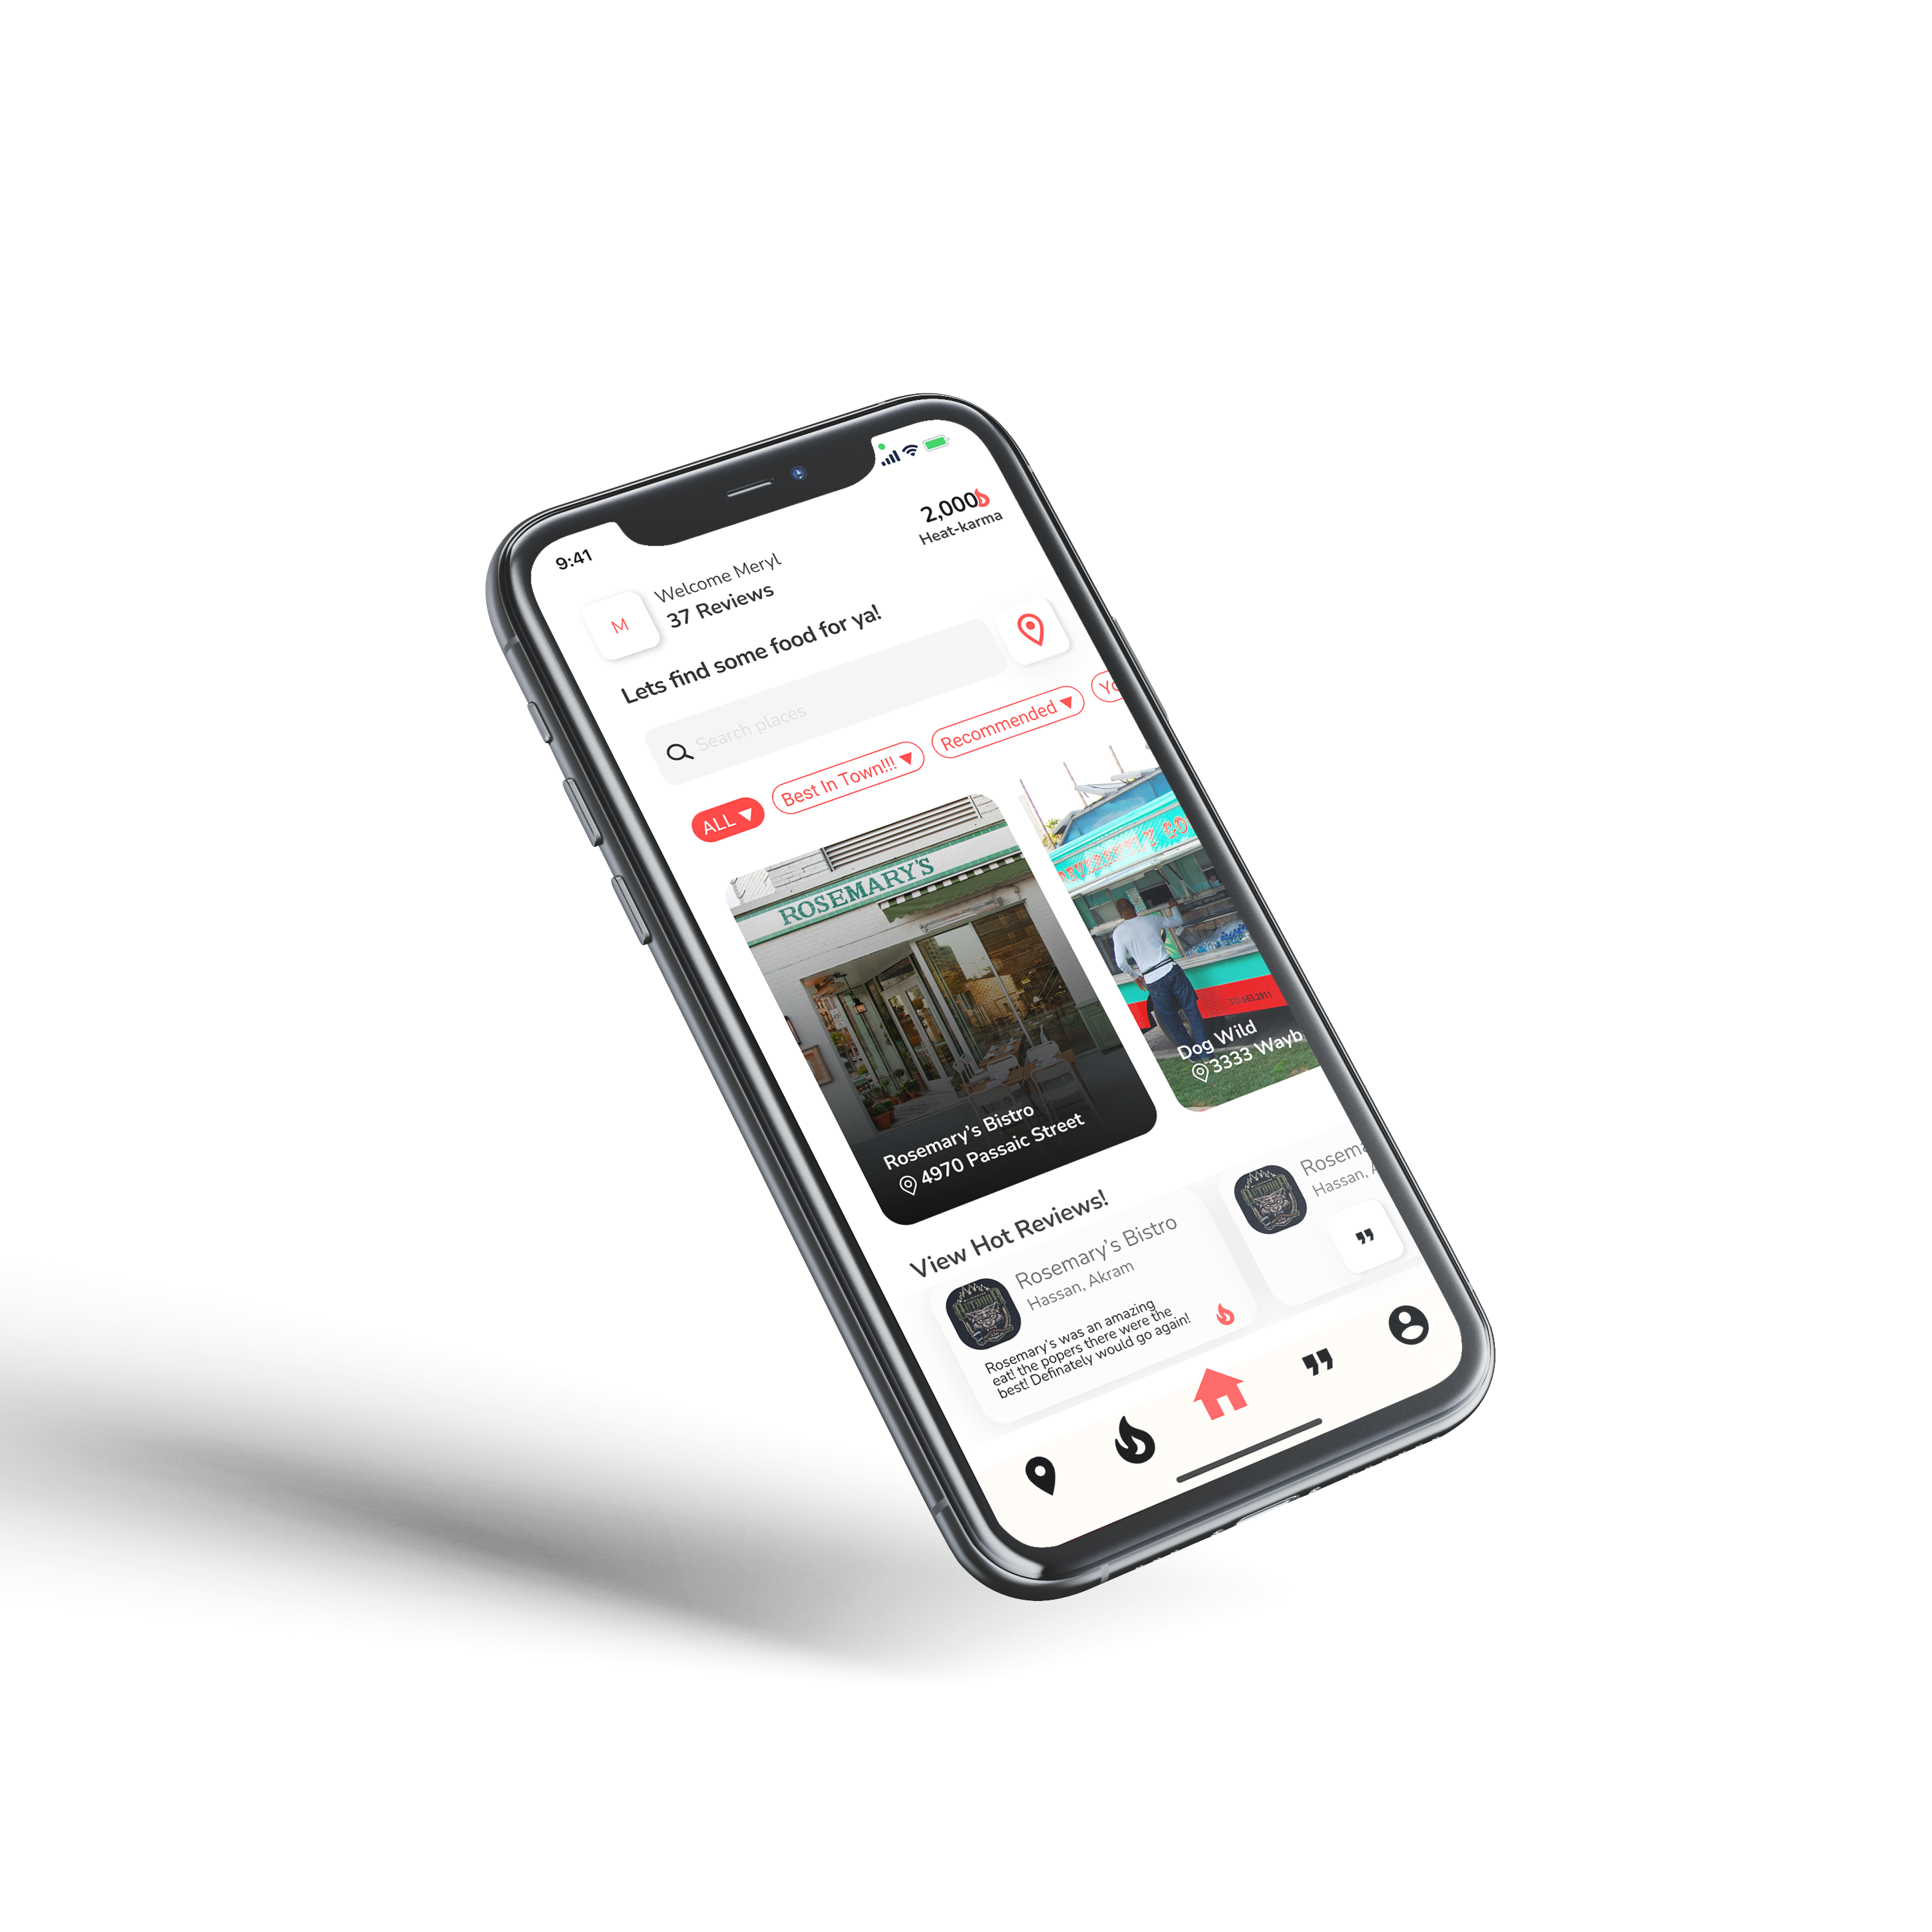 9:41
2,000
Heat-karma
M
Welcome Meryl
37 Reviews
Lets find some food for ya!
Search places
ALL
Best In Town!!!
Recommended
Yo
ROSEMARY'S
Rosemary's Bistro
4970 Passaic Street
310.663.2911
Dog Wild
3333 Wayb
View Hot Reviews!
Rosemary's Bistro
Hassan, Akram
Rosemary's was an amazing
eat! the popers there were the
best! Definately would go again!
Rosema
Hassan, A